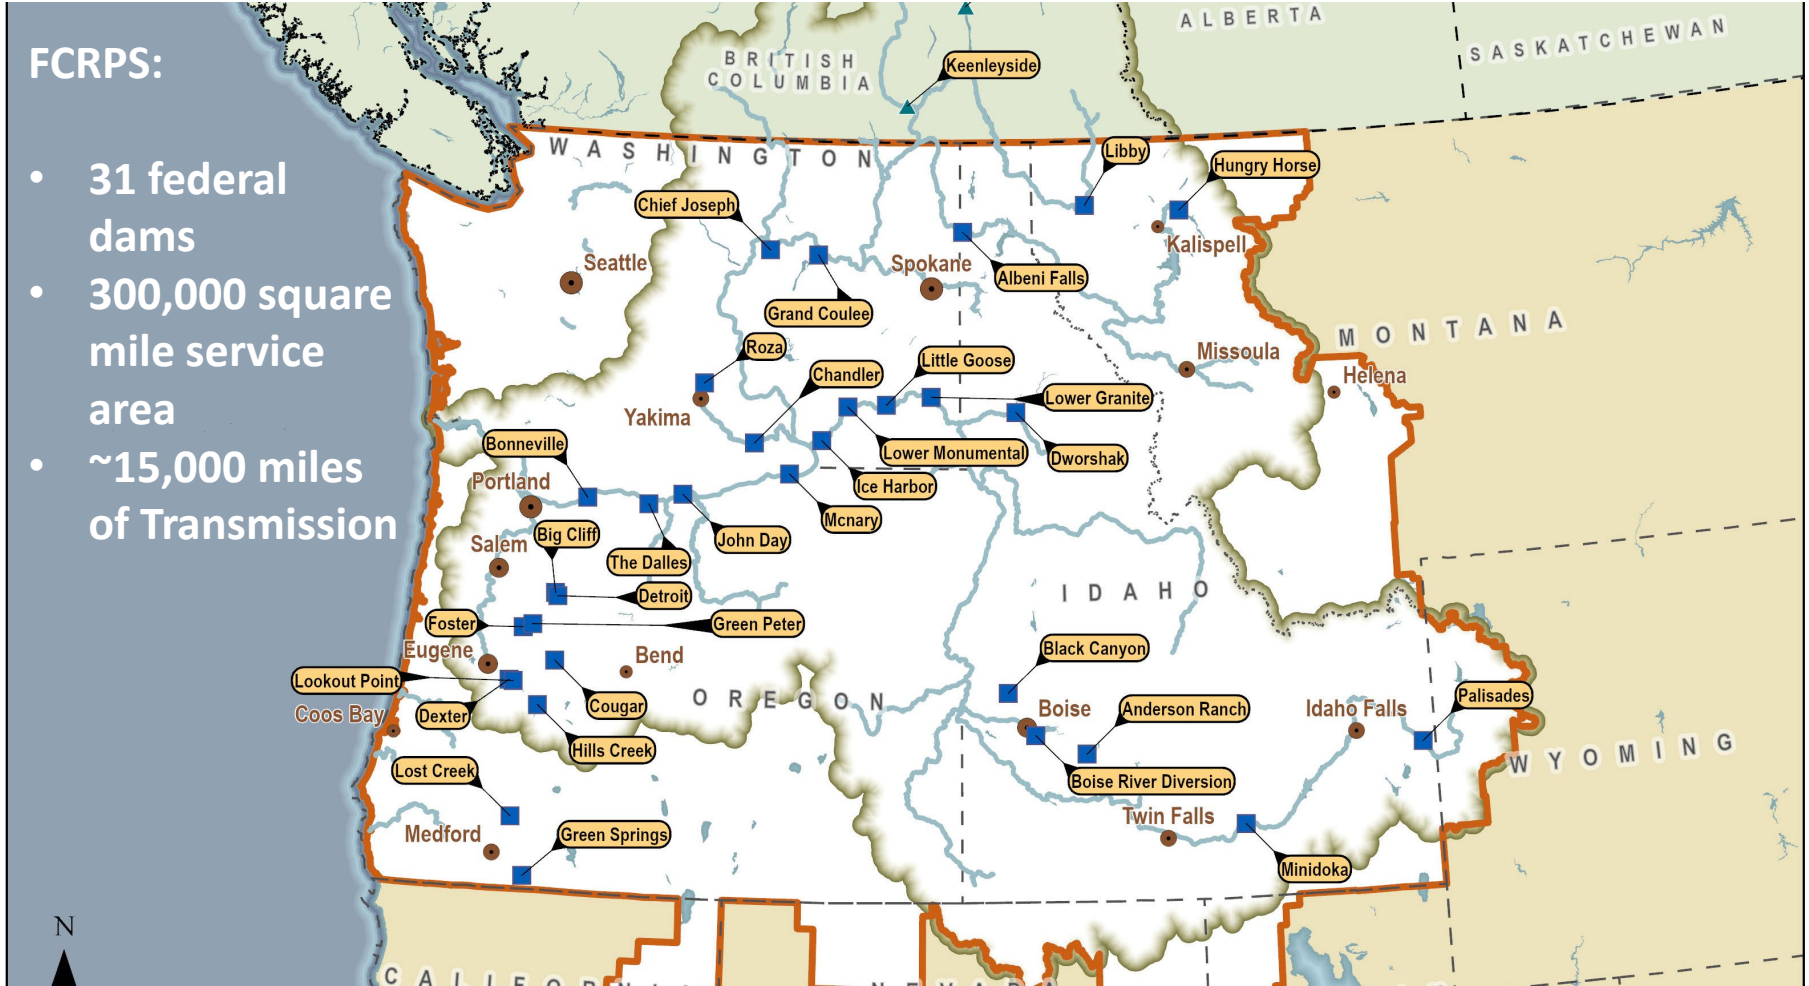 FCRPS:
• 31 federal
dams
• 300,000 square
mile service
area
• ~15,000 miles
of Transmission
N
ALBERTA
SASKATCHEWAN
BRITISH
COLUMBIA
Keenleyside
WASHINGTON
Libby
Hungry Horse
Chief Joseph
Kalispell
Seattle
Spokane
Albeni Falls
Grand Coulee
MONTANA
Roza
Little Goose
Missoula
Chandler
Helena
Lower Granite
Yakima
Bonneville
Lower Monumental
Dworshak
Portland
Ice Harbor
Mcnary
Big Cliff
John Day
Salem
The Dalles
Detroit
IDAHO
Foster
Green Peter
Eugene
Bend
Black Canyon
Lookout Point
OREGON
Palisades
Coos Bay
Dexter
Cougar
Boise
Anderson Ranch
Idaho Falls
Hills Creek
WYOMING
Lost Creek
Boise River Diversion
Medford
Green Springs
Twin Falls
Minidoka